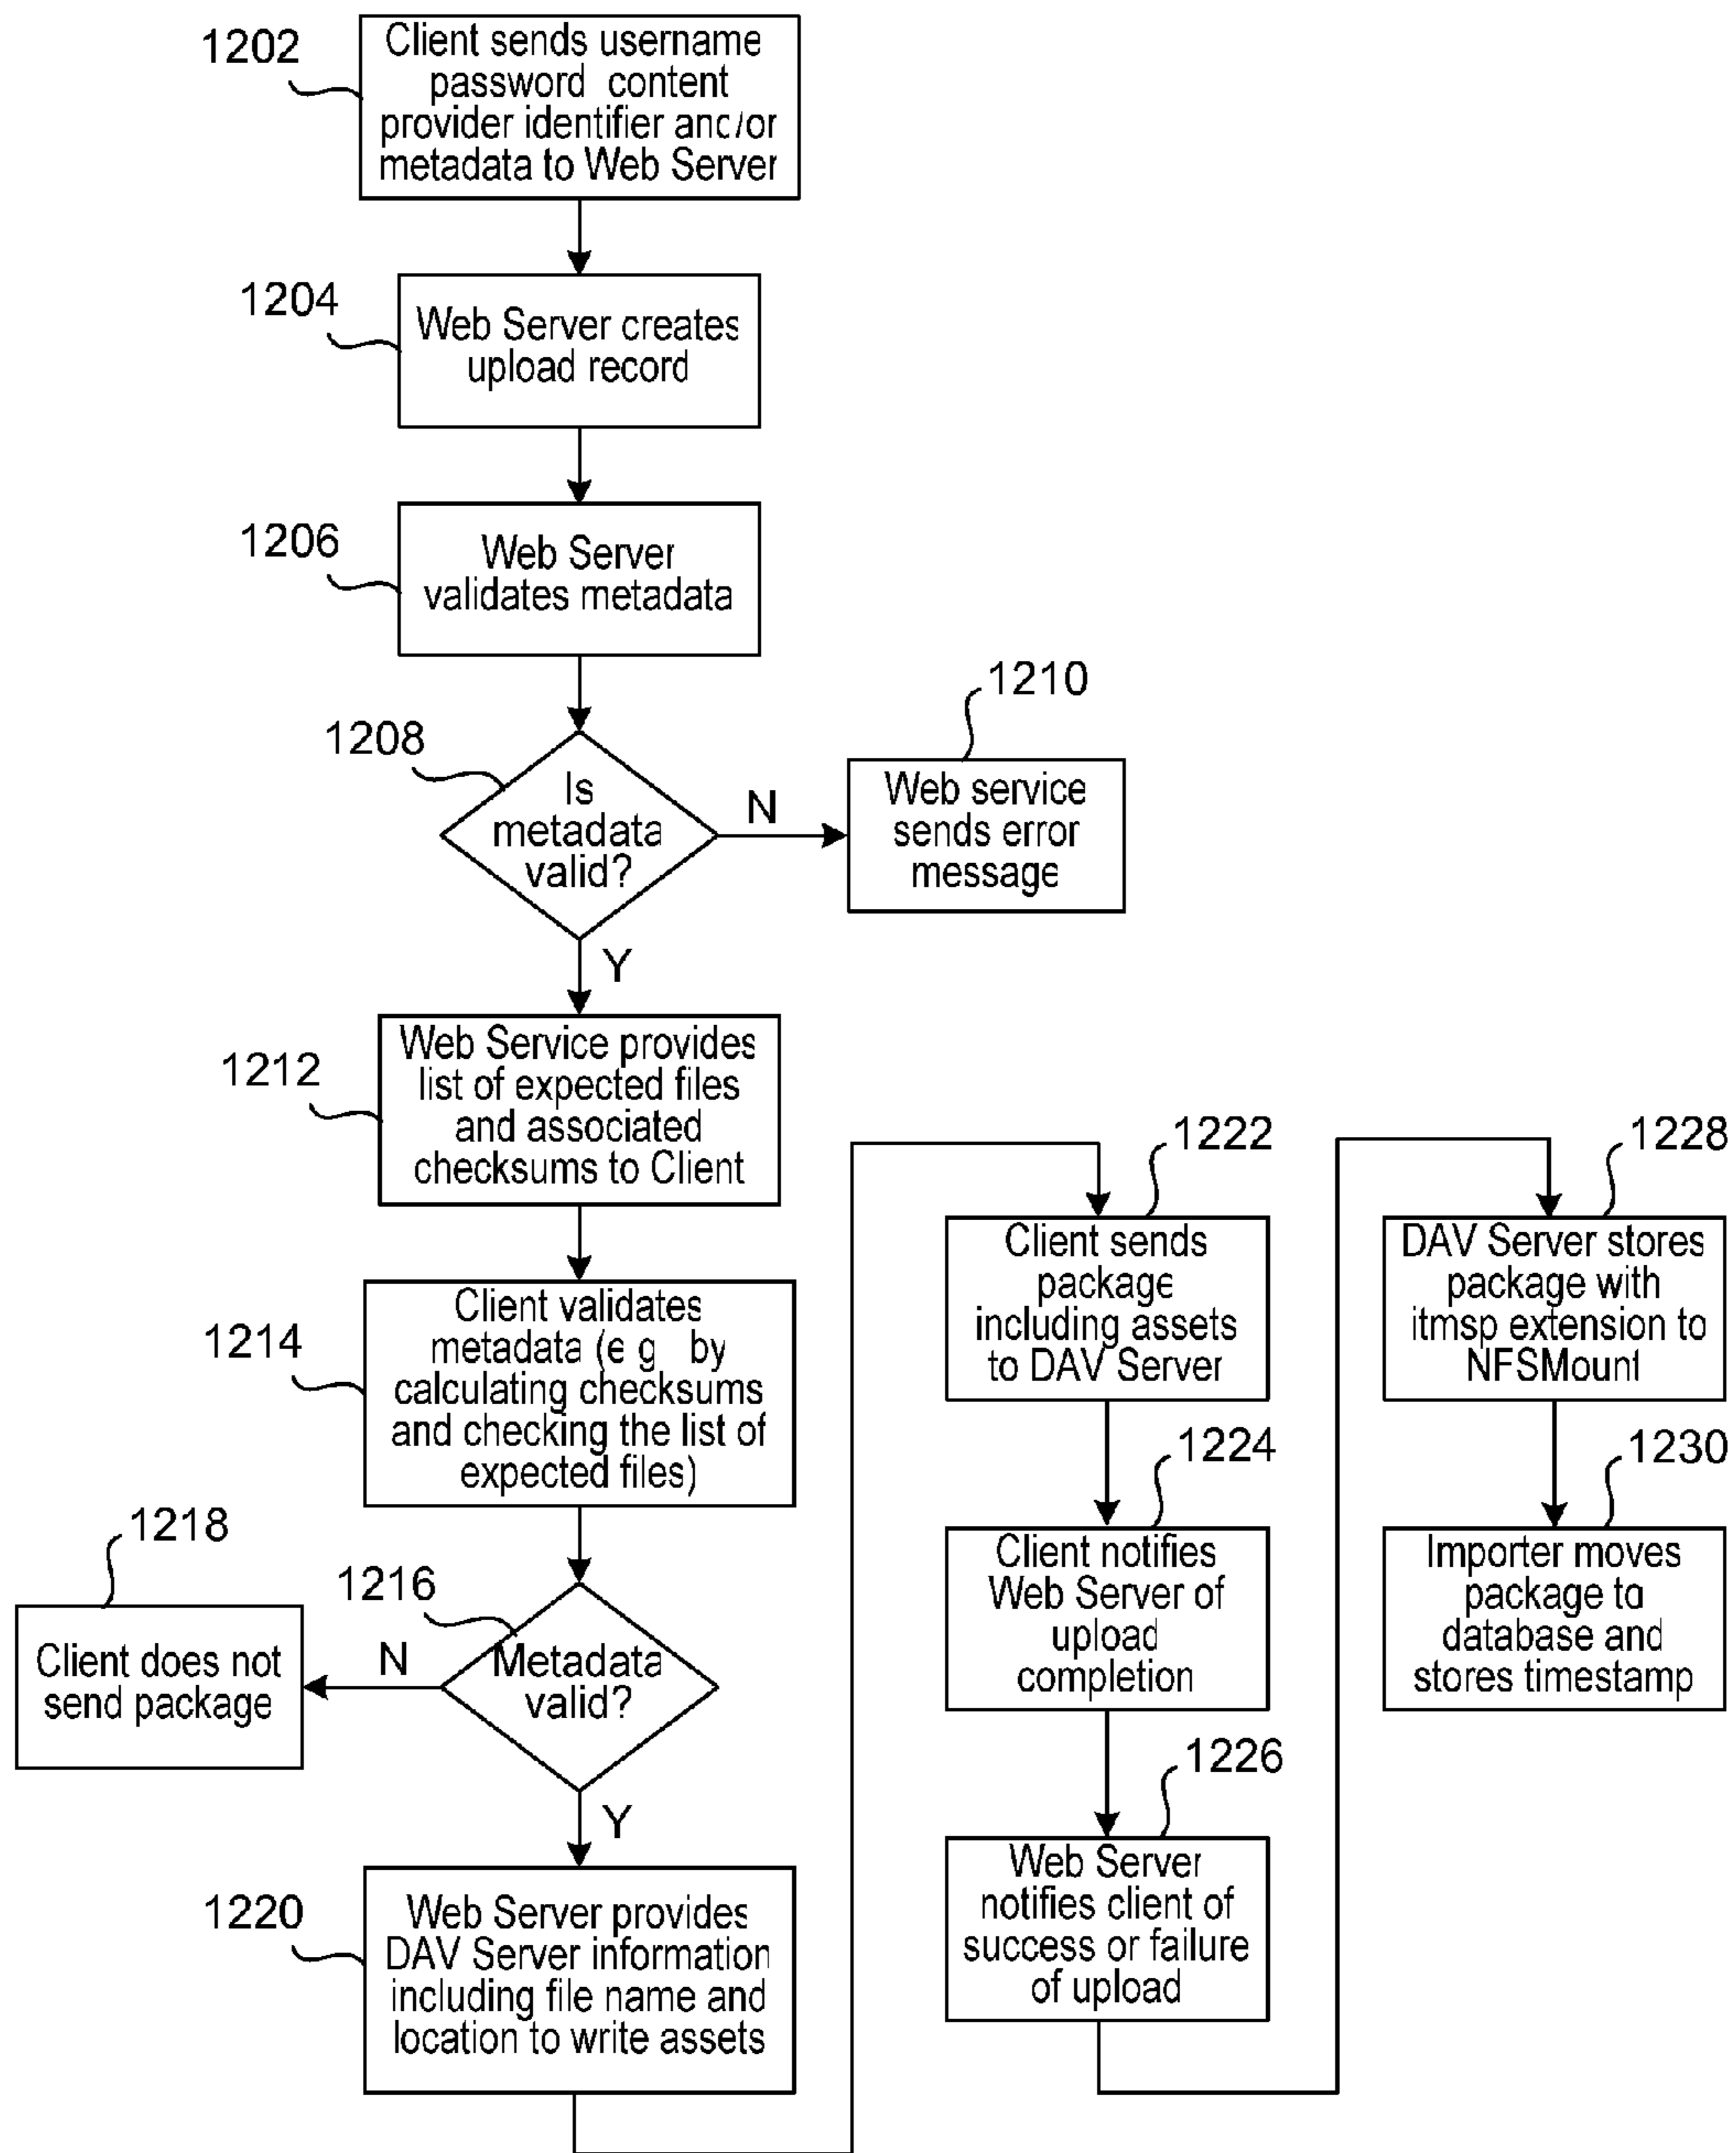 1202
Client sends username
password content
provider identifier and/or
metadata to Web Server
1204
Web Server creates
upload record
1206
Web Server
validates metadata
1208
Is
metadata
valid?
N
Y
1210
Web service
sends error
message
1212
Web Service provides
list of expected files
and associated
checksums to Client
1214
Client validates
metadata (e g by
calculating checksums
and checking the list of
expected files)
1216
Metadata
valid?
N
Y
1218
Client does not
send package
1220
Web Server provides
DAV Server information
including file name and
location to write assets
1222
Client sends
package
including assets
to DAV Server
1224
Client notifies
Web Server of
upload
completion
1226
Web Server
notifies client of
success or failure
of upload
1228
DAV Server stores
package with
itmsp extension to
NFSMount
1230
Importer moves
package to
database and
stores timestamp